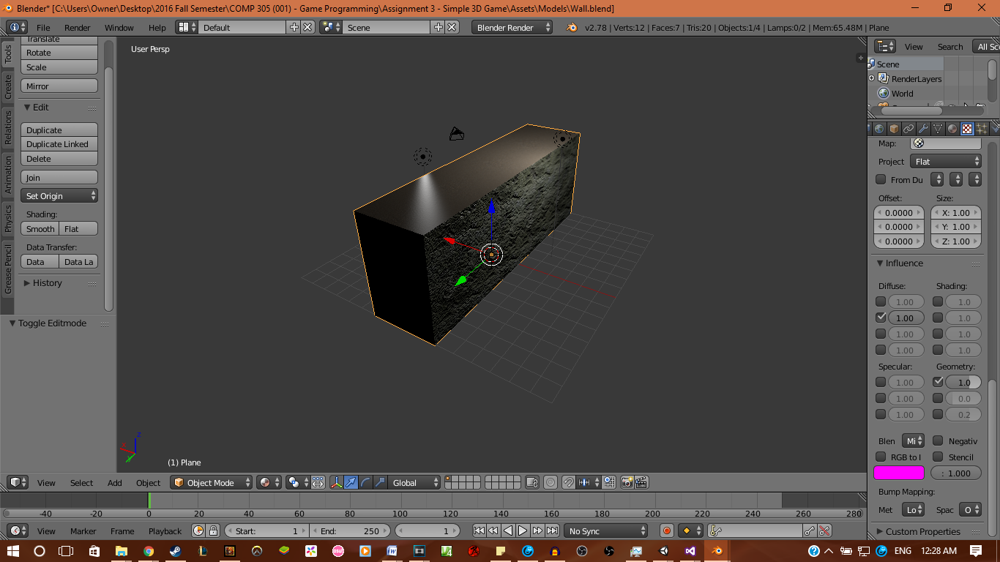 Blender* [C:\Users\Owner\Desktop\2016 Fall Semester\COMP 305 (001) - Game Programming\Assignment 3 - Simple 3D Game\Assets\Models\Wall.blend]
File Render Window Help Default Scene Blender Render v2.78 | Verts:12 | Faces:7 | Tris:20 | Objects:1/4 | Lamps:0/2 | Mem:65.48M | Plane
Tools
Create
Relations
Animation
Physics
Grease Pencil
Translate
Rotate
Scale
Mirror
Edit
Duplicate
Duplicate Linked
Delete
Join
Set Origin
Shading:
Smooth Flat
Data Transfer:
Data Data La
History
Toggle Editmode
User Persp
z
(1) Plane
View Search All Sc
Scene
RenderLayers
World
Map:
Project Flat
From Du
Offset: Size:
0.0000 X: 1.00
0.0000 Y: 1.00
0.0000 Z: 1.00
Influence
Diffuse: Shading:
1.00 1.0
1.00 1.0
1.00 1.0
1.00 1.0
Specular: Geometry:
1.00 1.0
1.00 0.0
1.00 0.2
Blen Mi Negativ
RGB to I Stencil
: 1.000
Bump Mapping:
Met Lo Spac O
Custom Properties
View Select Add Object Object Mode Global
-40 -20 0 20 40 60 80 100 120 140 160 180 200 220 240 260 280
View Marker Frame Playback Start: 1 End: 250 1 No Sync
ENG 12:28 AM